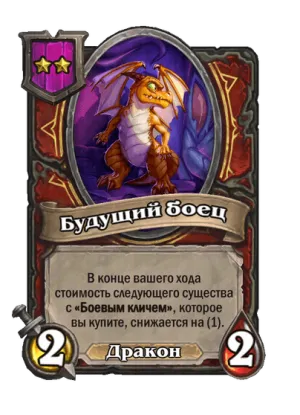 Будущий боец
В конце вашего хода
стоимость следующего существа
с «Боевым кличем», которое
вы купите, снижается на (1).
2 Дракон 2